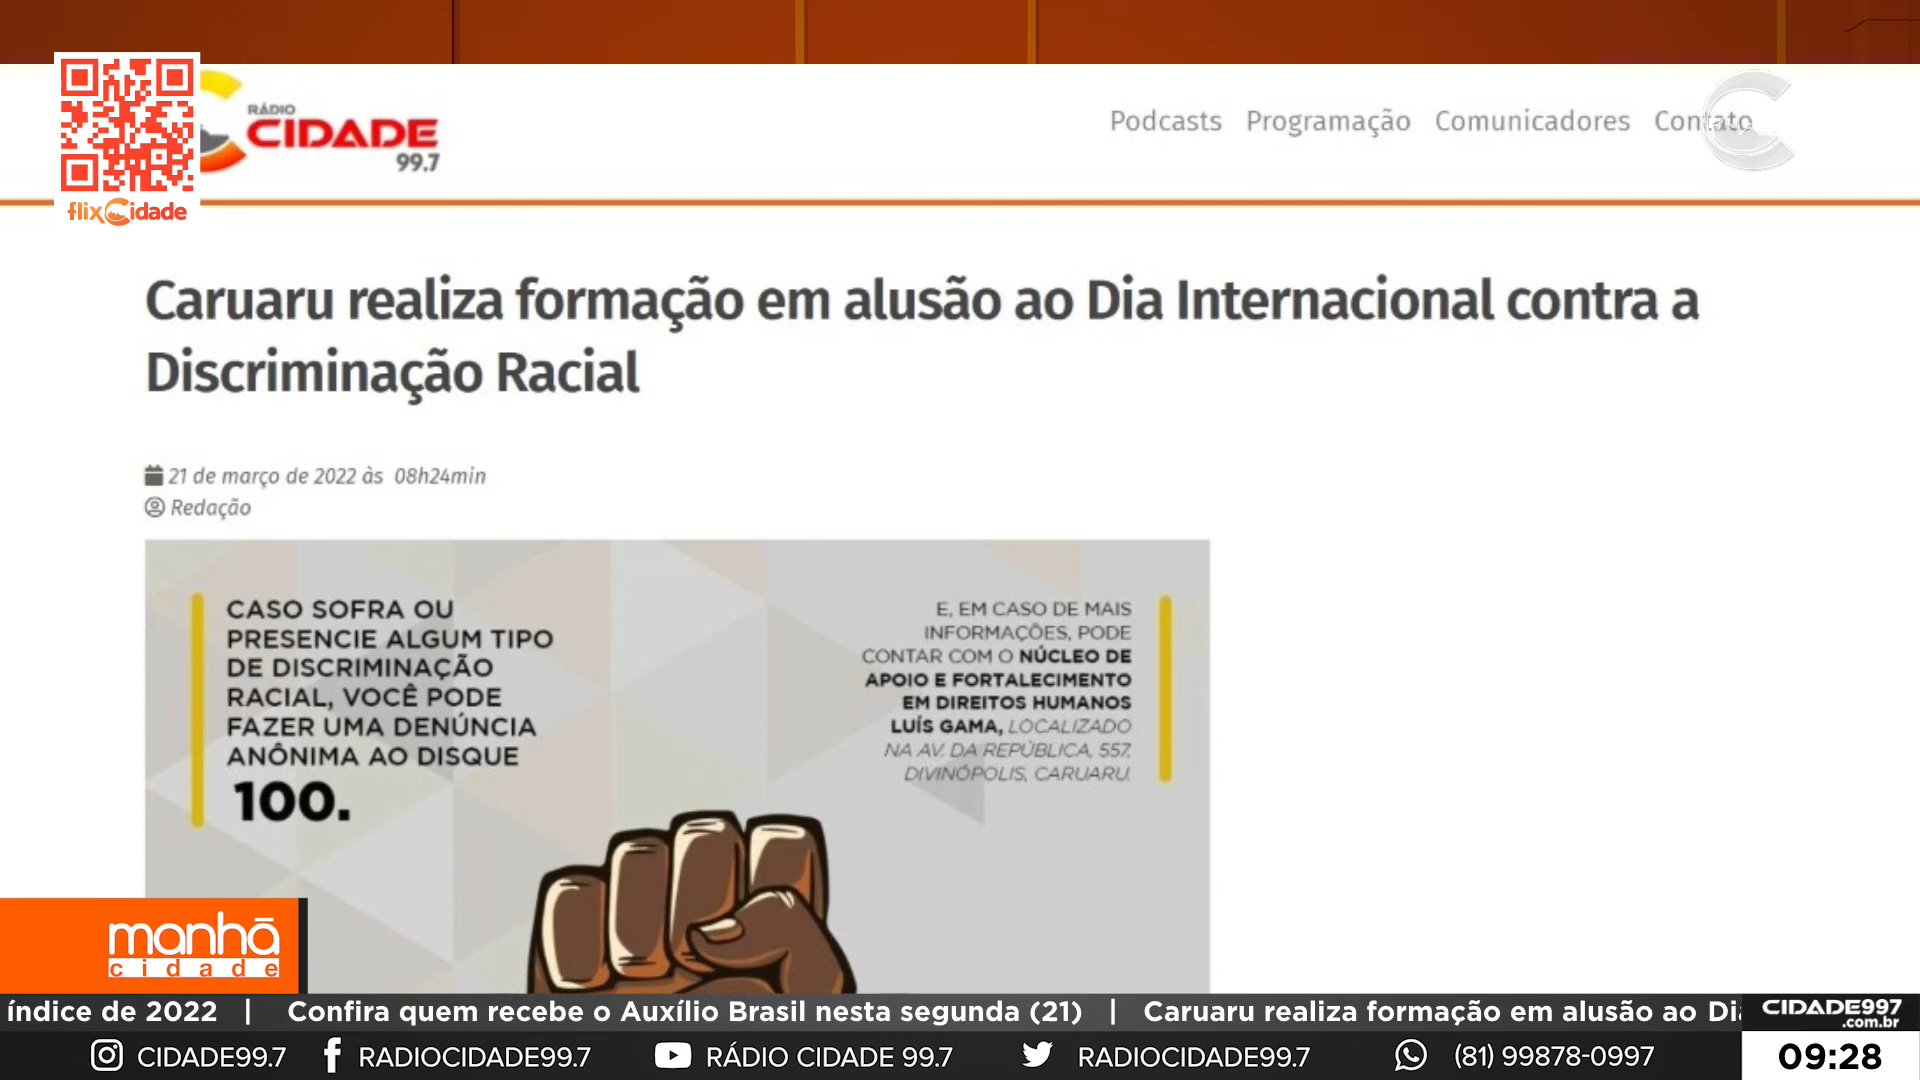 flixCidade
RÁDIO
CIDADE
99.7
Podcasts Programação Comunicadores Contato
Caruaru realiza formação em alusão ao Dia Internacional contra a
Discriminação Racial
21 de março de 2022 às 08h24min
Redação
CASO SOFRA OU
PRESENCIE ALGUM TIPO
DE DISCRIMINAÇÃO
RACIAL, VOCÊ PODE
FAZER UMA DENÚNCIA
ANÔNIMA AO DISQUE
100.
E, EM CASO DE MAIS
INFORMAÇÕES, PODE
CONTAR COM O NÚCLEO DE
APOIO E FORTALECIMENTO
EM DIREITOS HUMANOS
LUÍS GAMA, LOCALIZADO
NA AV. DA REPÚBLICA, 557,
DIVINÓPOLIS, CARUARU.
manhã
cidade
índice de 2022 | Confira quem recebe o Auxílio Brasil nesta segunda (21) | Caruaru realiza formação em alusão ao Di
CIDADE997
.com.br
CIDADE99.7 RADIOCIDADE99.7 RÁDIO CIDADE 99.7 RADIOCIDADE99.7 (81) 99878-0997
09:28